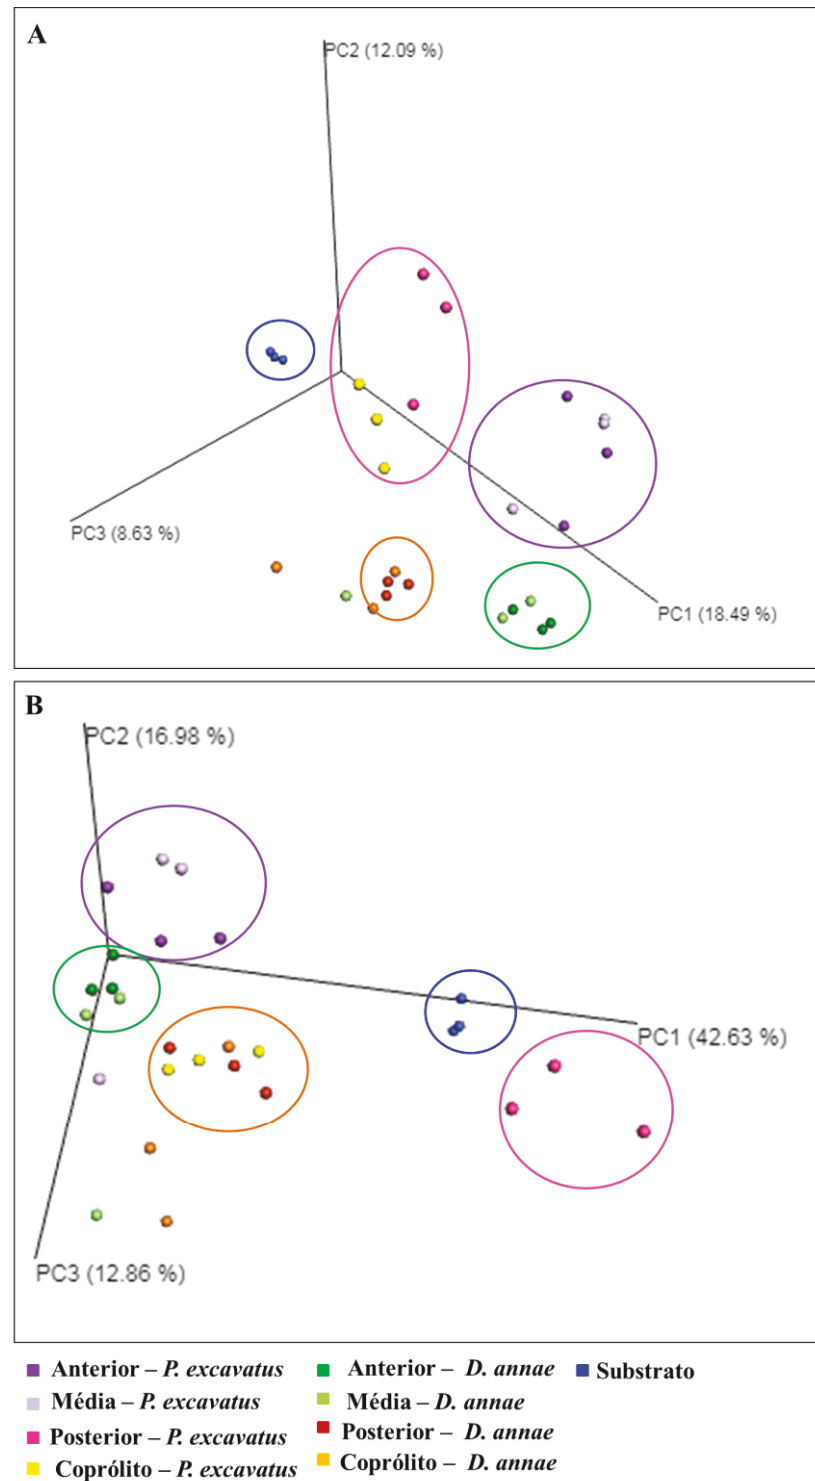 A
PC2 (12.09 %)
PC3 (8.63 %)
PC1 (18.49 %)
B
PC2 (16.98 %)
PC1 (42.63 %)
PC3 (12.86 %)
Anterior – P. excavatus
Média – P. excavatus
Posterior – P. excavatus
Coprólito – P. excavatus
Anterior – D. annae
Média – D. annae
Posterior – D. annae
Coprólito – D. annae
Substrato